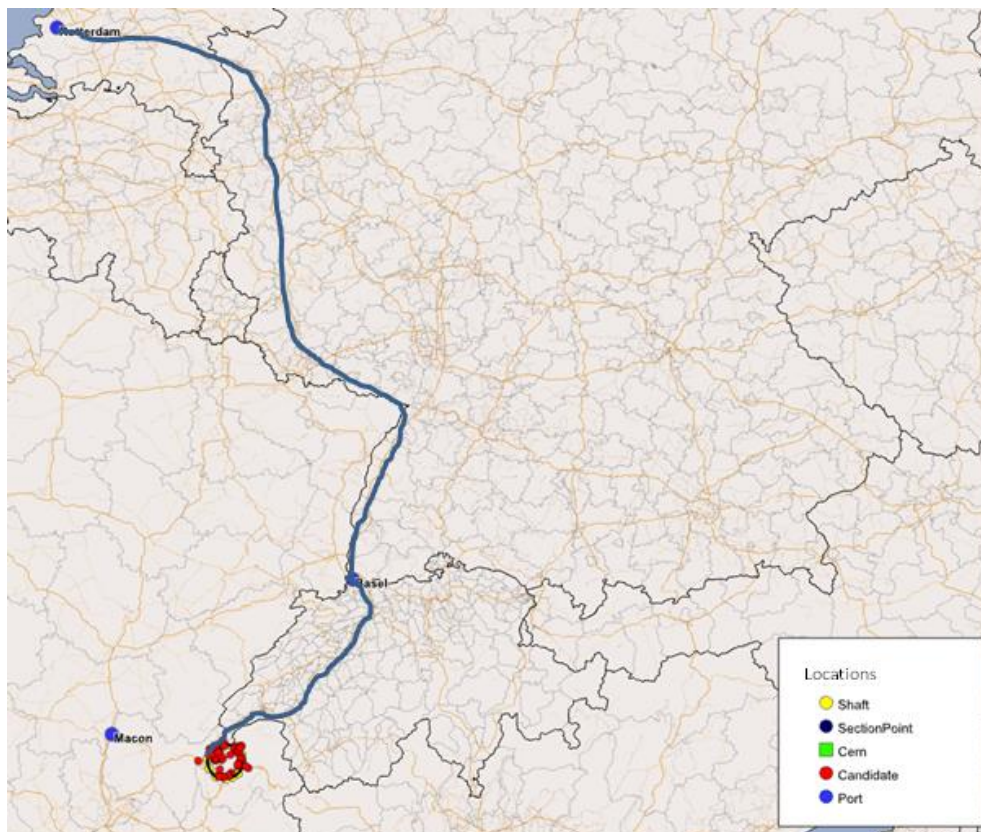 Rotterdam
Basel
Macon
Locations
Shaft
SectionPoint
Cern
Candidate
Port